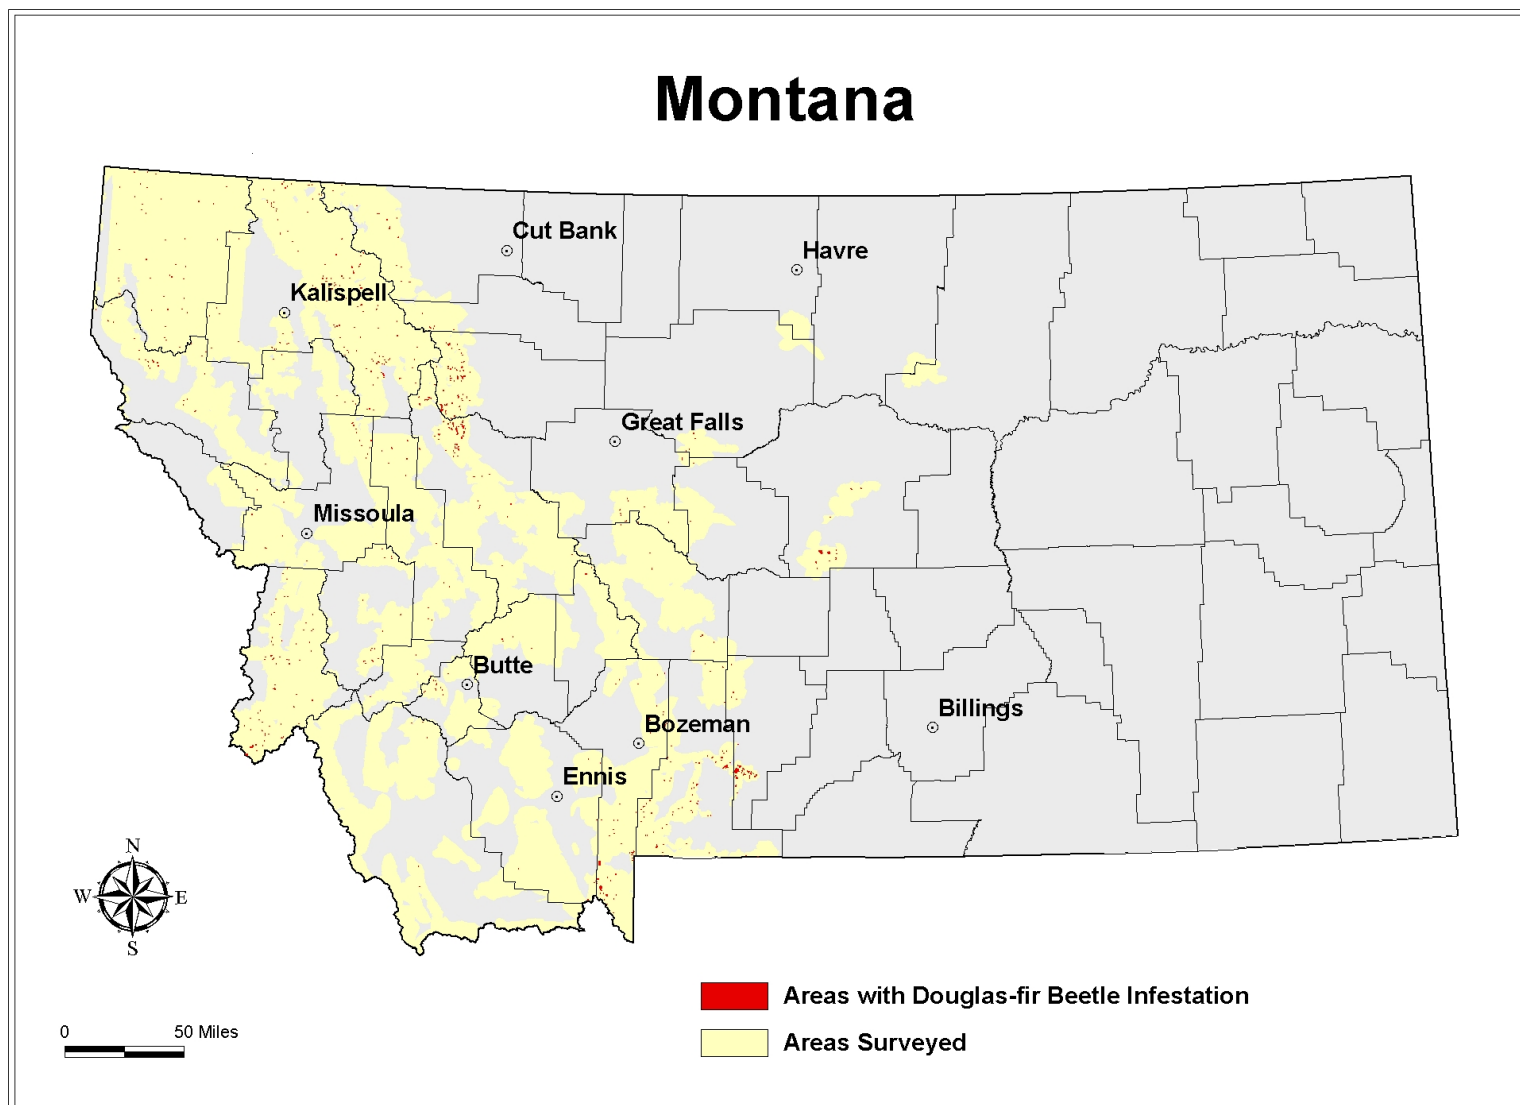 Montana
Cut Bank
Havre
Kalispell
Great Falls
Missoula
Butte
Billings
Bozeman
Ennis
N
W E
S
Areas with Douglas-fir Beetle Infestation
0 50 Miles
Areas Surveyed